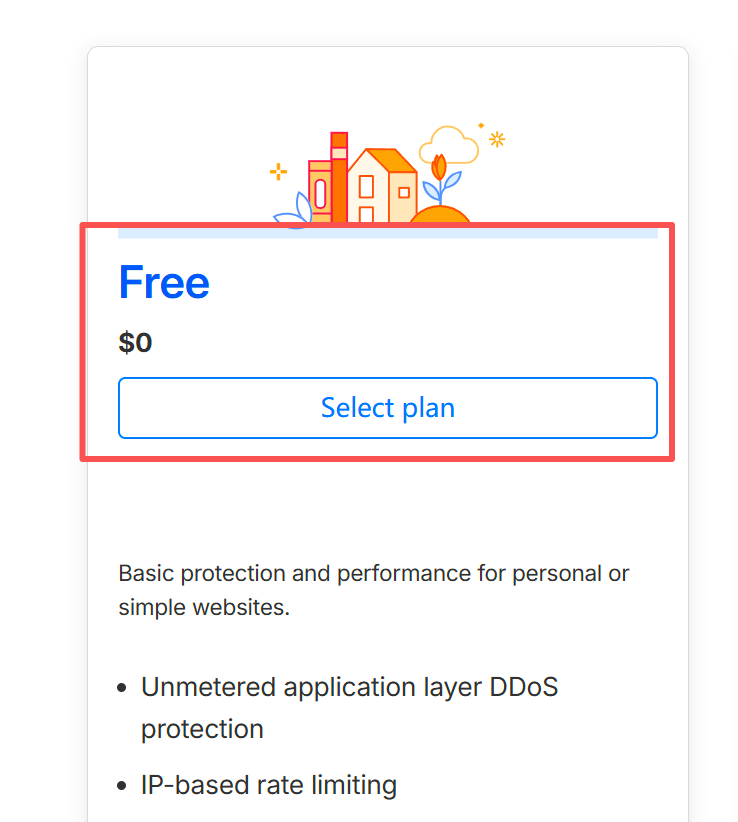 Free
$0
Select plan
Basic protection and performance for personal or
simple websites.
• Unmetered application layer DDoS
protection
• IP-based rate limiting